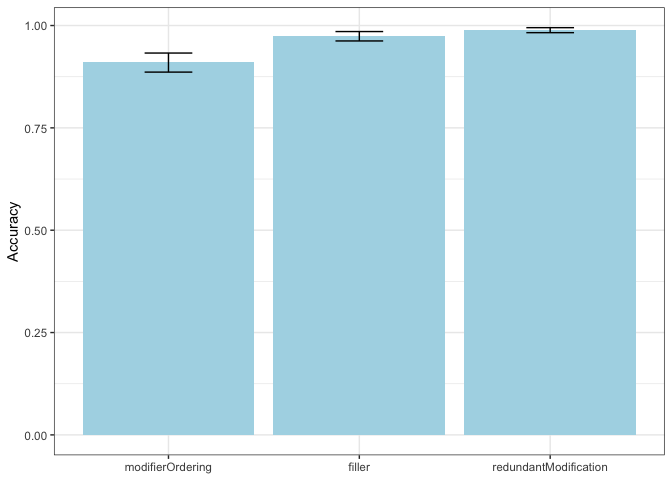 Accuracy
1.00
0.75
0.50
0.25
0.00
modifierOrdering
filler
redundantModification